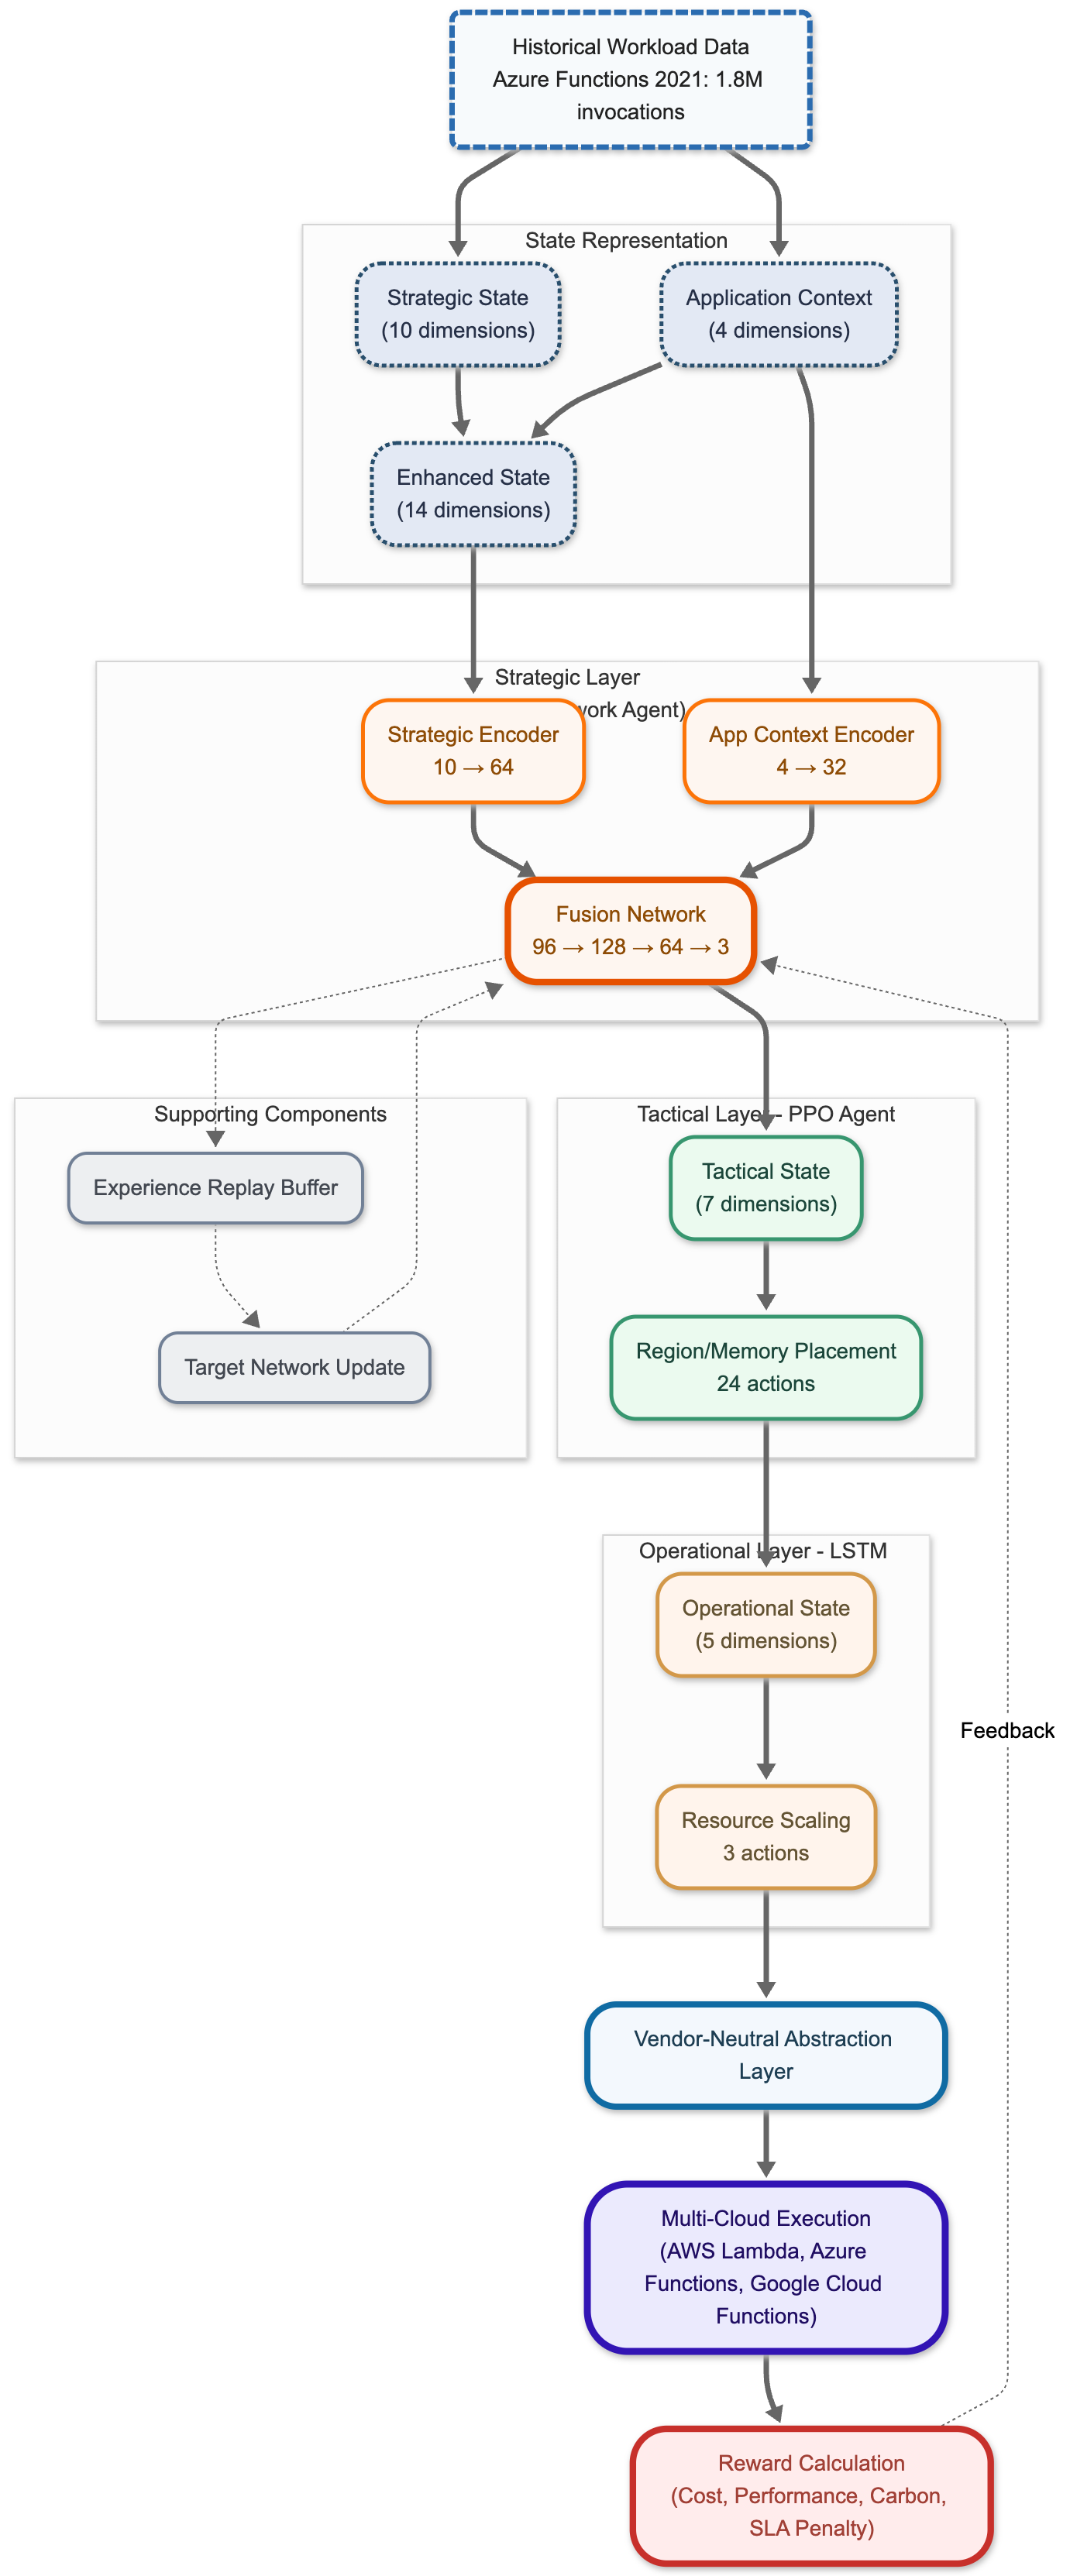 Historical Workload Data
Azure Functions 2021: 1.8M
invocations
State Representation
Strategic State
(10 dimensions)
Application Context
(4 dimensions)
Enhanced State
(14 dimensions)
Strategic Layer
Agent)
Strategic Encoder
10 → 64
App Context Encoder
4 → 32
Fusion Network
96 → 128 → 64 → 3
Supporting Components
Experience Replay Buffer
Target Network Update
Tactical Layer - PPO Agent
Tactical State
(7 dimensions)
Region/Memory Placement
24 actions
Operational Layer - LSTM
Operational State
(5 dimensions)
Resource Scaling
3 actions
Feedback
Vendor-Neutral Abstraction
Layer
Multi-Cloud Execution
(AWS Lambda, Azure
Functions, Google Cloud
Functions)
Reward Calculation
(Cost, Performance, Carbon,
SLA Penalty)